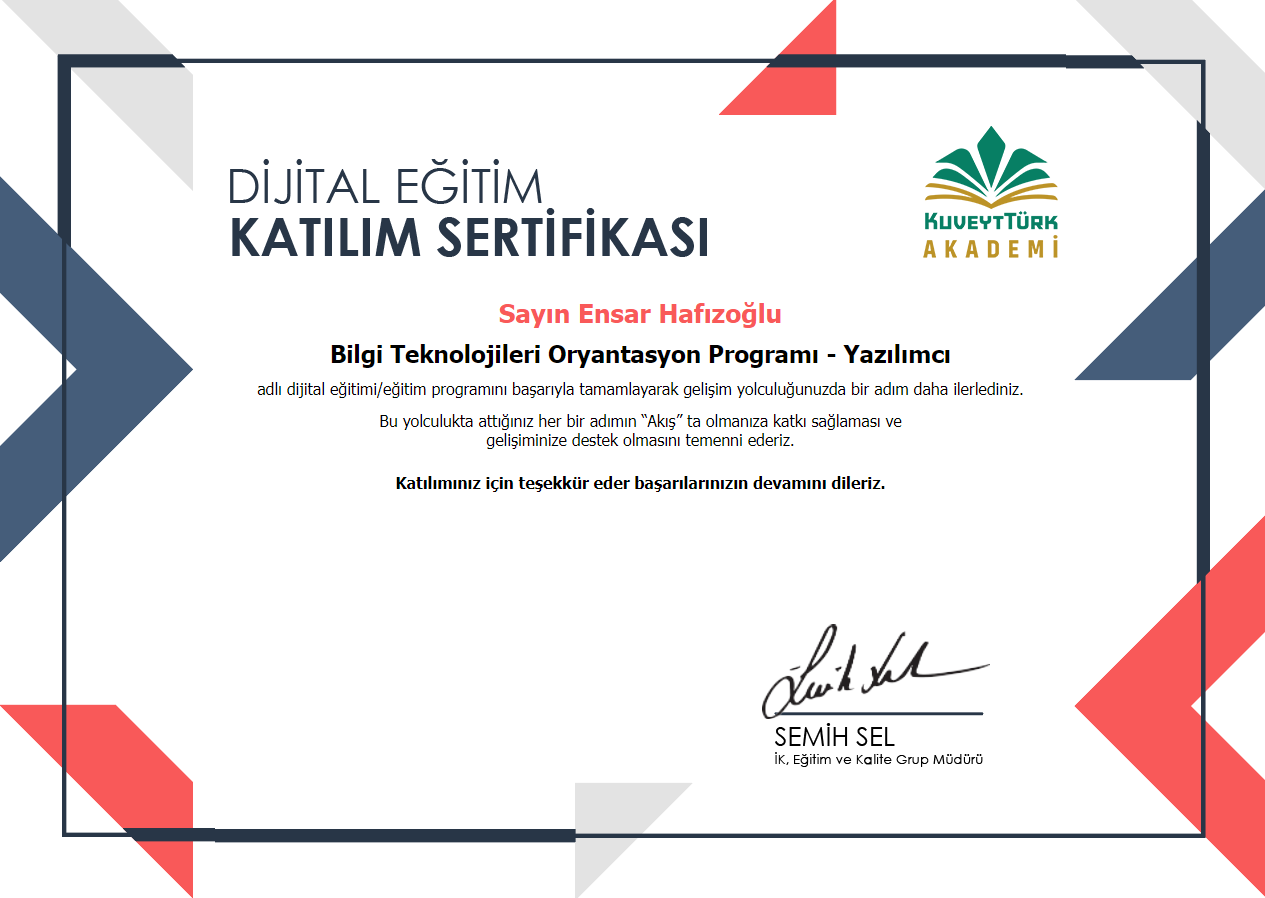 DİJİTAL EĞİTİM
KATILIM SERTİFİKASI
KUVEYTTÜRK
AKADEMİ
Sayın Ensar Hafızoğlu
Bilgi Teknolojileri Oryantasyon Programı - Yazılımcı
adlı dijital eğitimi/eğitim programını başarıyla tamamlayarak gelişim yolculuğunuzda bir adım daha ilerlediniz.
Bu yolculukta attığınız her bir adımın “Akış” ta olmanıza katkı sağlaması ve
gelişiminize destek olmasını temenni ederiz.
Katılımınız için teşekkür eder başarılarınızın devamını dileriz.
SEMİH SEL
İK, Eğitim ve Kalite Grup Müdürü